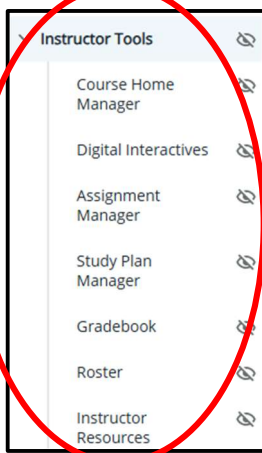 Instructor Tools
Course Home
Manager
Digital Interactives
Assignment
Manager
Study Plan
Manager
Gradebook
Roster
Instructor
Resources